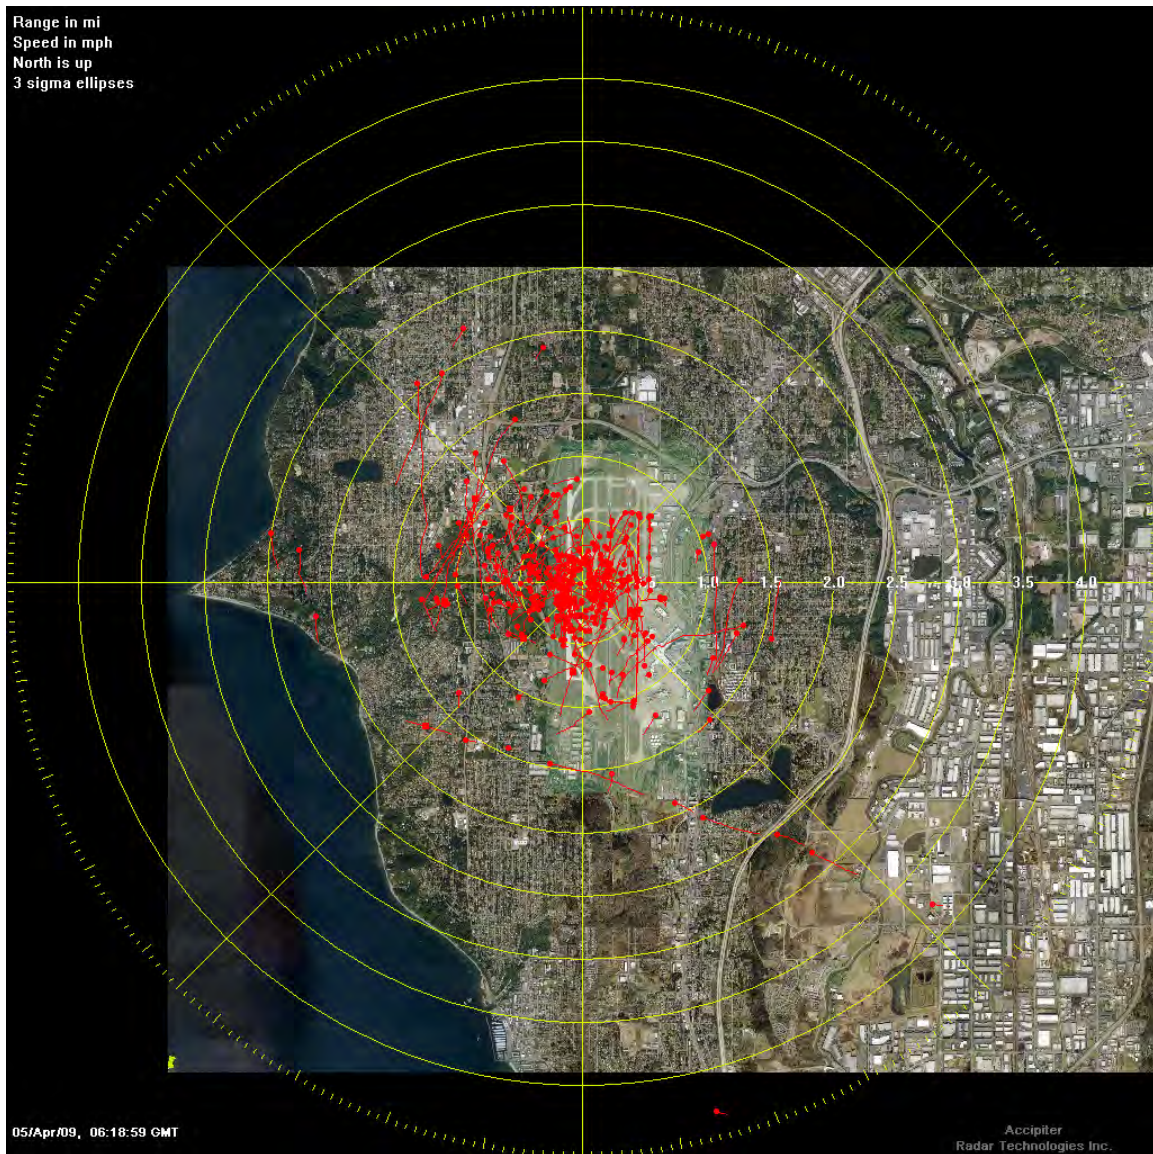 Range in mi
Speed in mph
North is up
3 sigma ellipses
1.0 1.5 2.0 2.5 3.5 4.0
05/Apr/09, 06:18:59 GMT
Accipiter
Radar Technologies Inc.